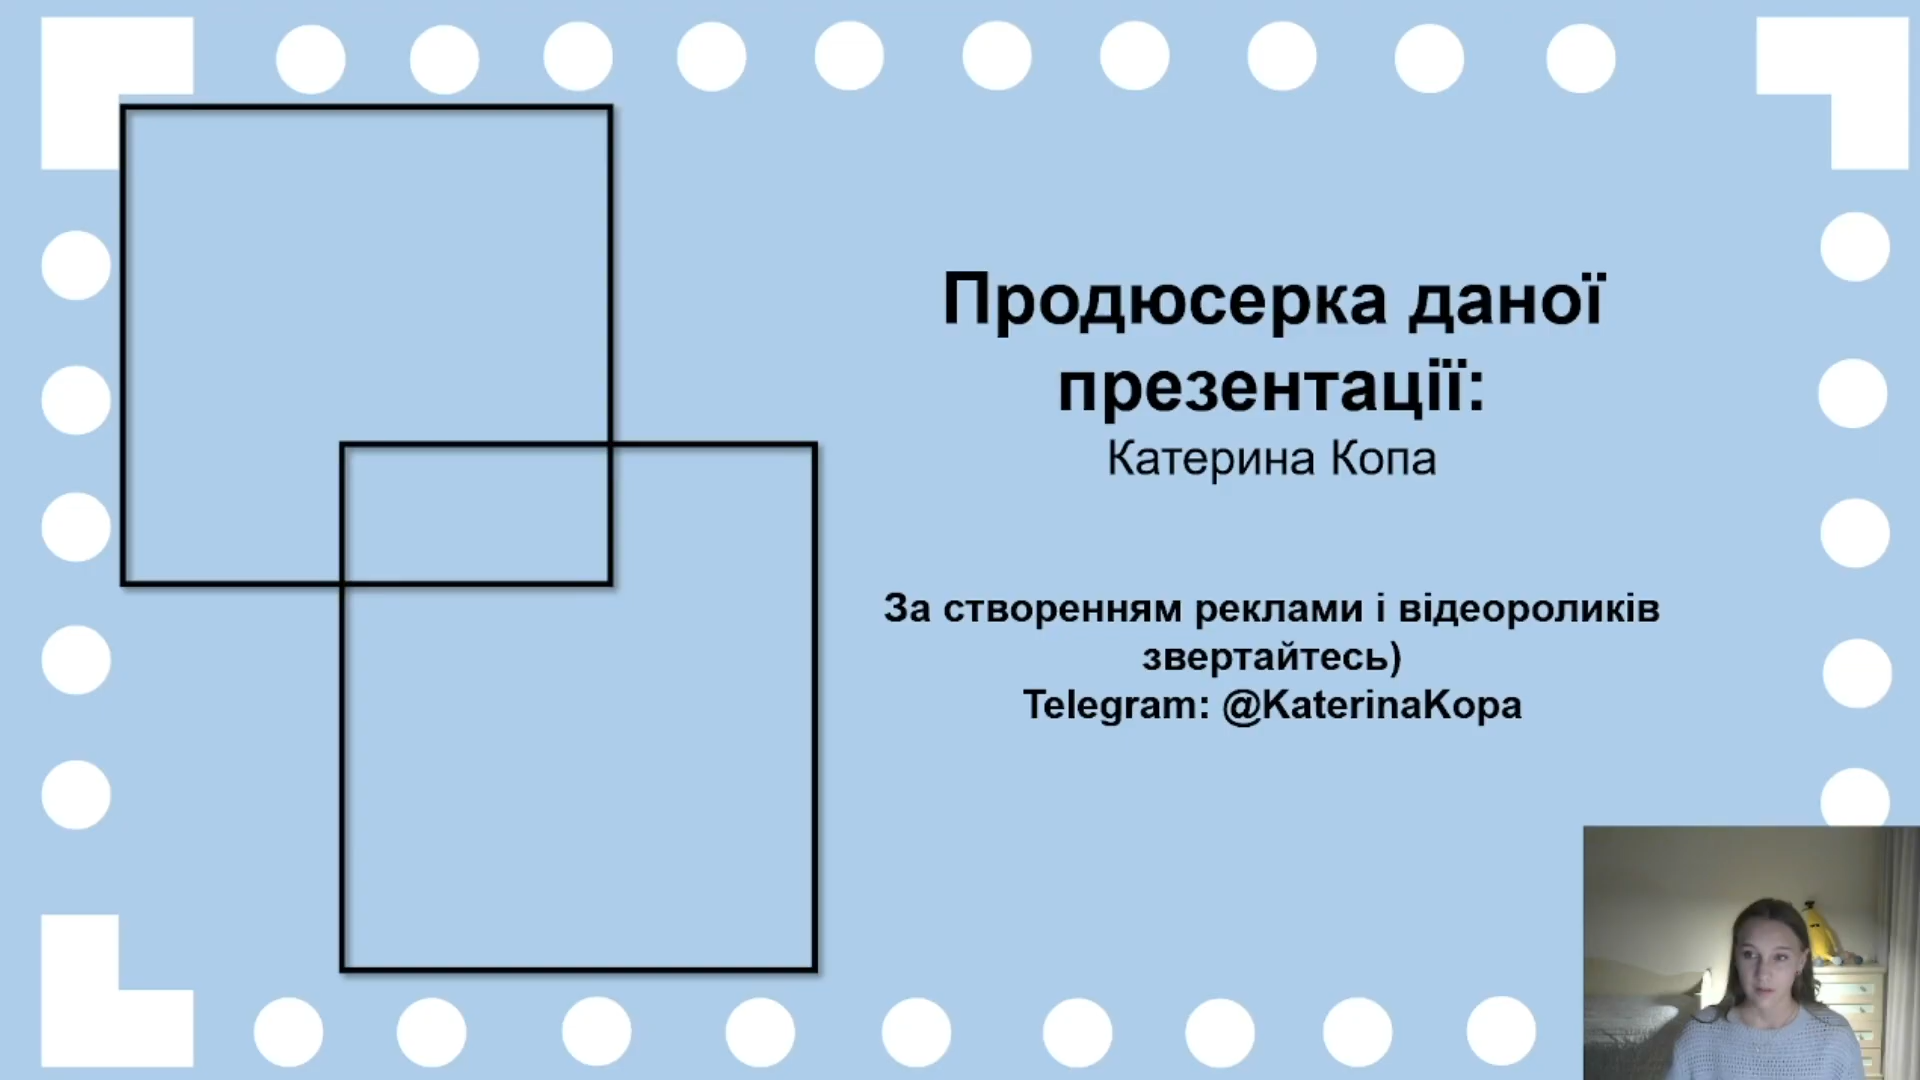 Продюсерка даної
презентації:
Катерина Копа
За створенням реклами і відеороликів
звертайтесь)
Telegram: @KaterinaKopa